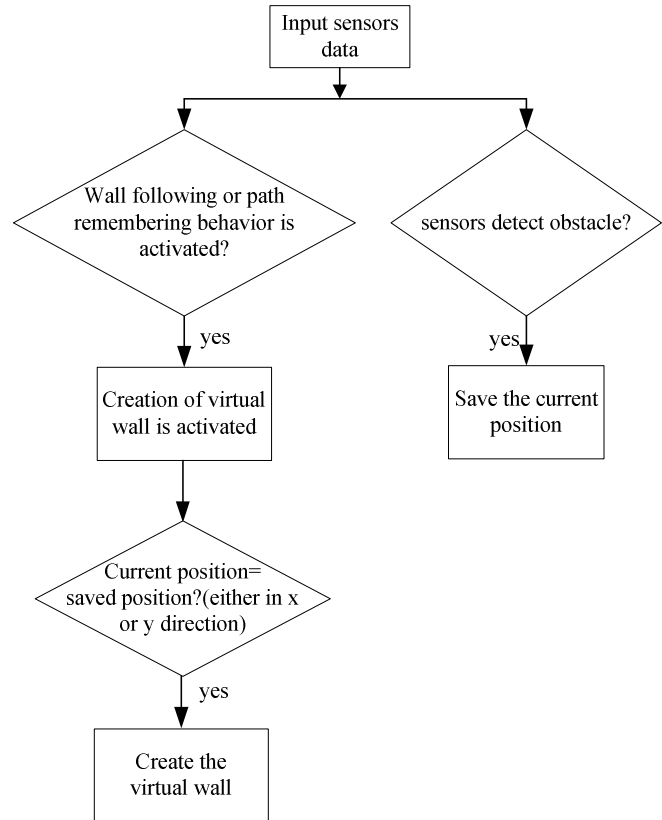 Input sensors
data
Wall following or path
remembering behavior is
activated?
sensors detect obstacle?
yes
yes
Creation of virtual
wall is activated
Save the current
position
Current position=
saved position?(either in x
or y direction)
yes
Create the
virtual wall